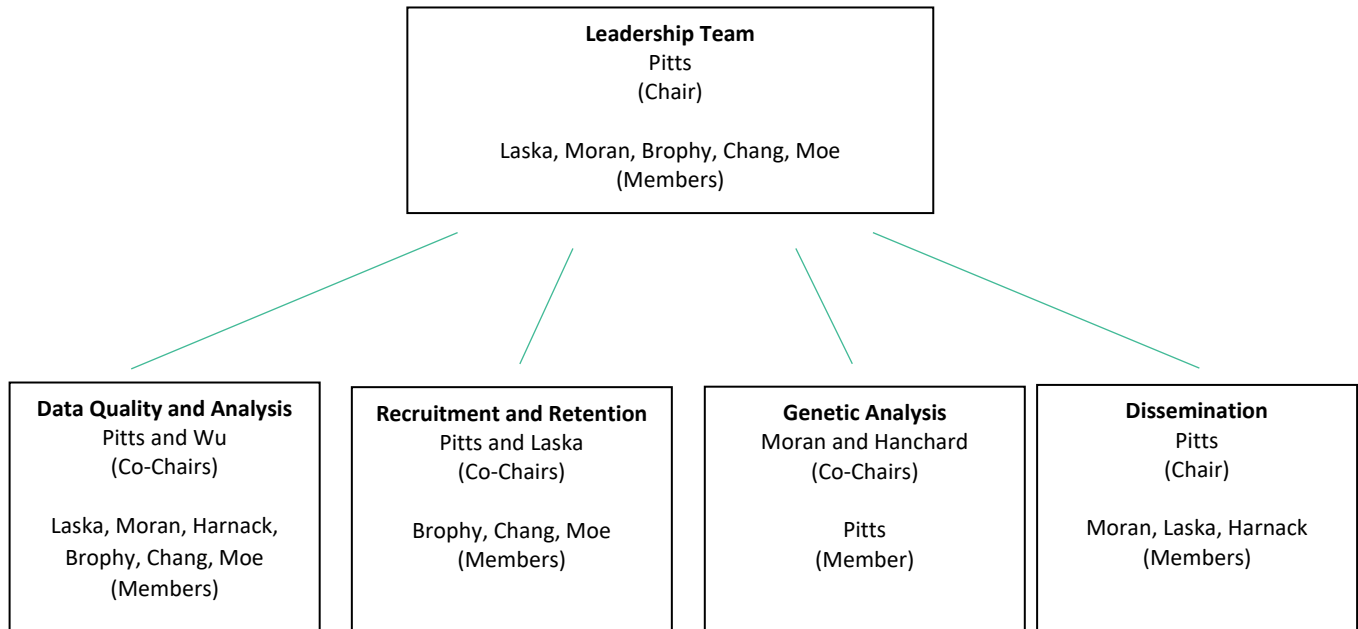 Leadership Team
Pitts
(Chair)
Laska, Moran, Brophy, Chang, Moe
(Members)
Data Quality and Analysis
Pitts and Wu
(Co-Chairs)
Laska, Moran, Harnack,
Brophy, Chang, Moe
(Members)
Recruitment and Retention
Pitts and Laska
(Co-Chairs)
Brophy, Chang, Moe
(Members)
Genetic Analysis
Moran and Hanchard
(Co-Chairs)
Pitts
(Member)
Dissemination
Pitts
(Chair)
Moran, Laska, Harnack
(Members)